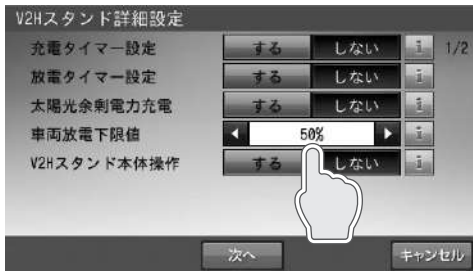 V2Hスタンド詳細設定
充電タイマー設定 する しない i 1/2
放電タイマー設定 する しない i
太陽光余剰電力充電 する しない i
車両放電下限値 50% i
V2Hスタンド本体操作 する しない i
次へ キャンセル